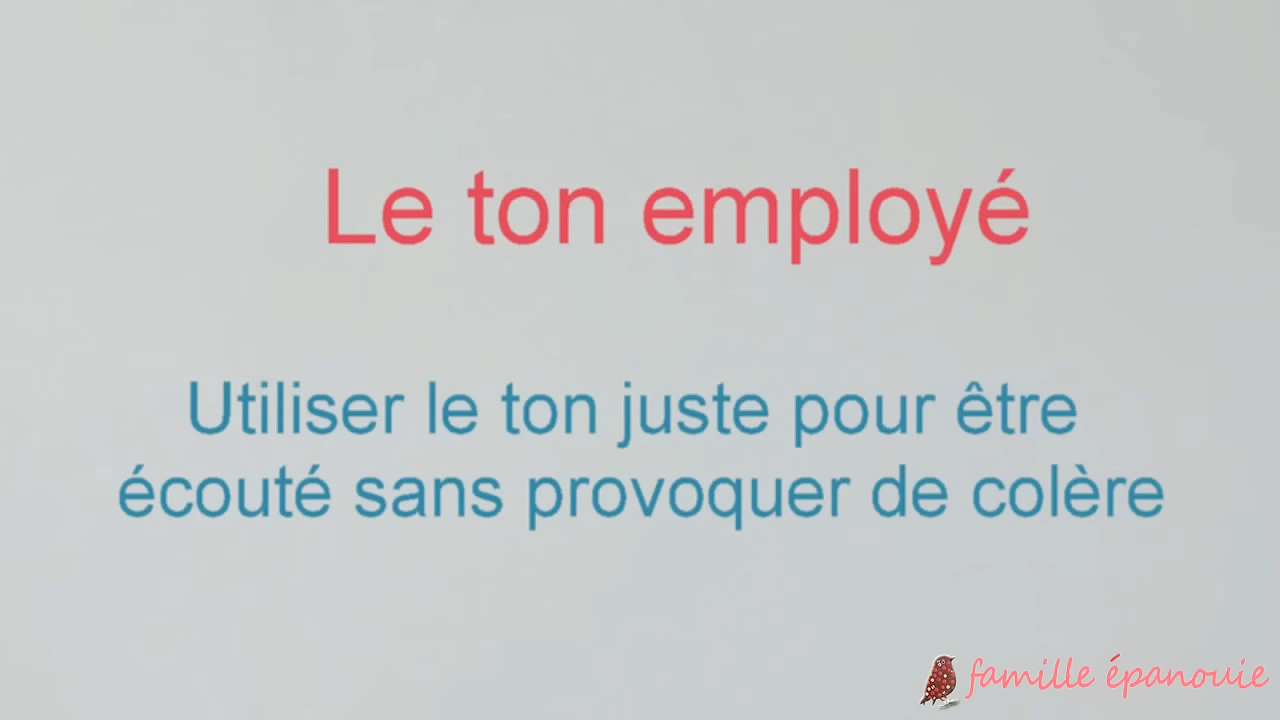 Le ton employé
Utiliser le ton juste pour être
écouté sans provoquer de colère
famille épanouie